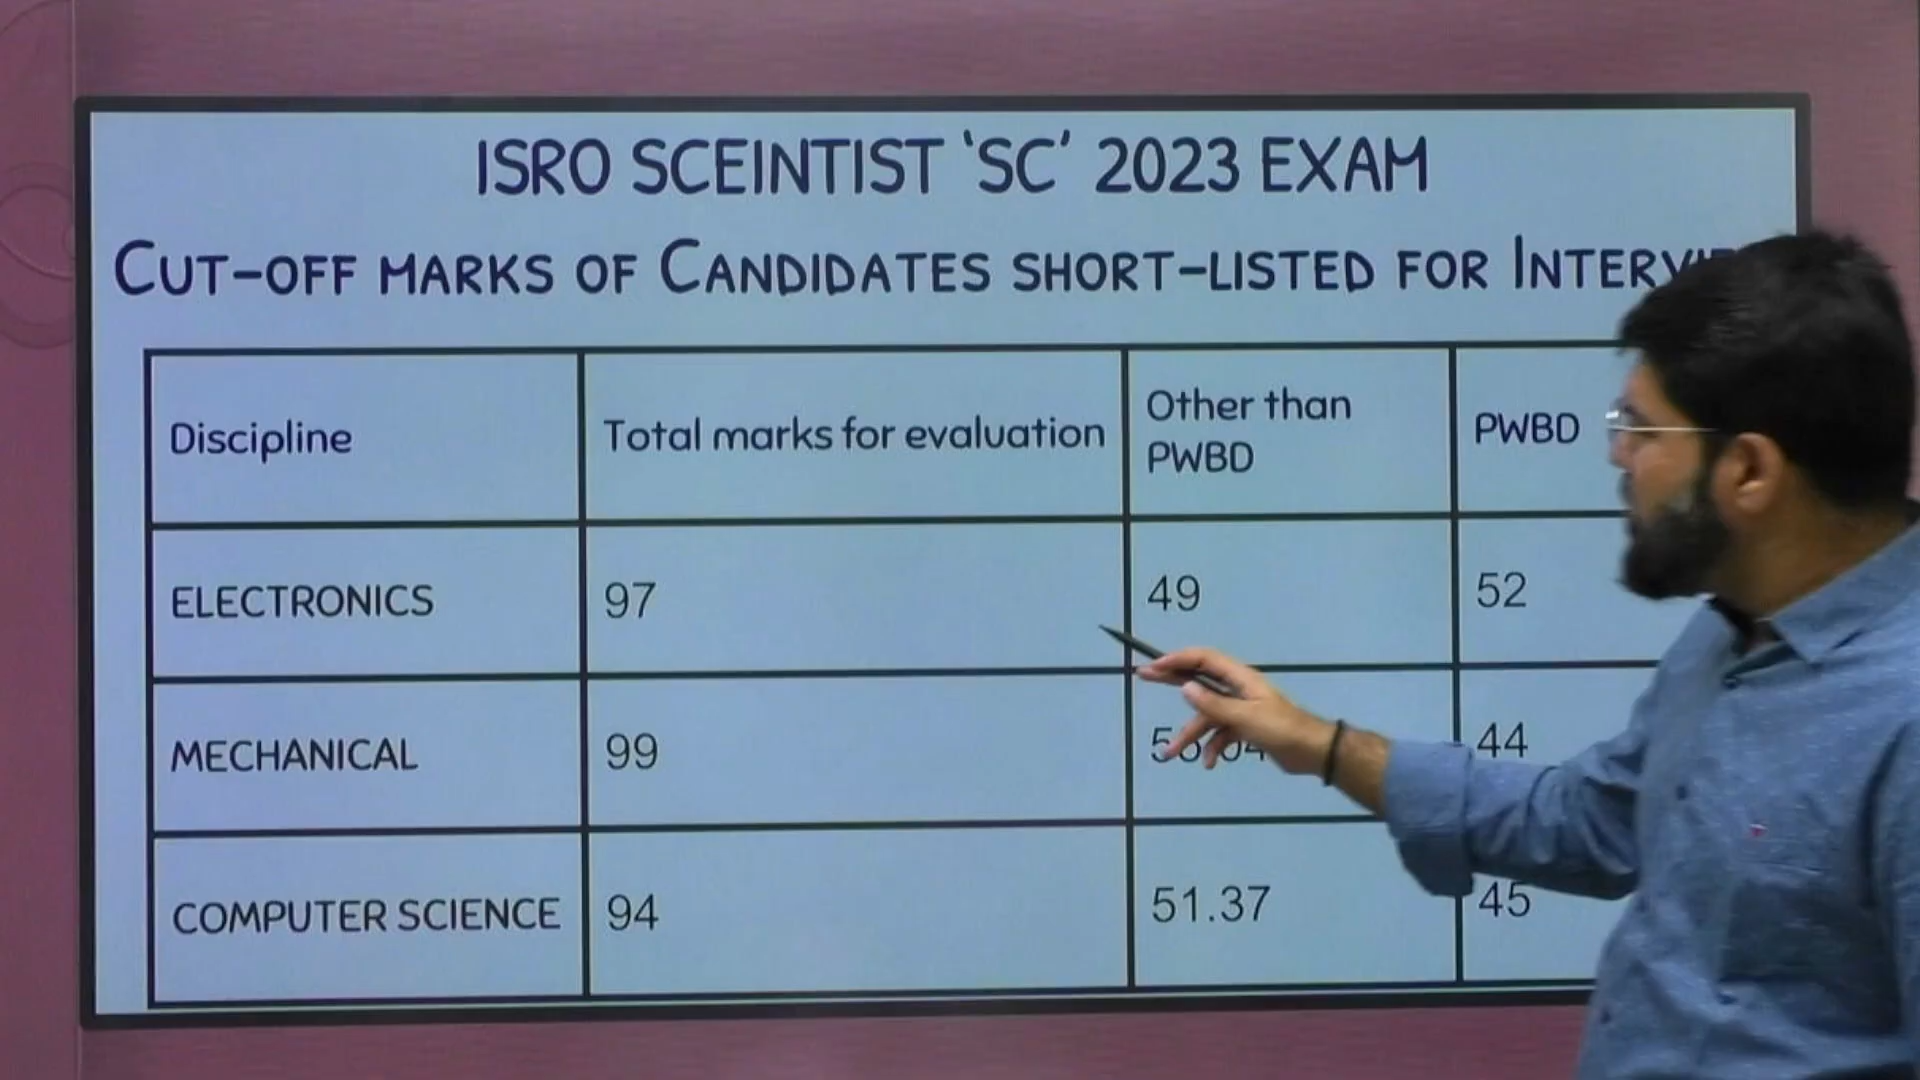 ISRO SCEINTIST ‘SC’ 2023 EXAM
CUT-OFF MARKS OF CANDIDATES SHORT-LISTED FOR
Discipline
Total marks for evaluation
Other than
PWBD
PWBD
ELECTRONICS
97
49
52
MECHANICAL
99
44
COMPUTER SCIENCE
94
51.37
45